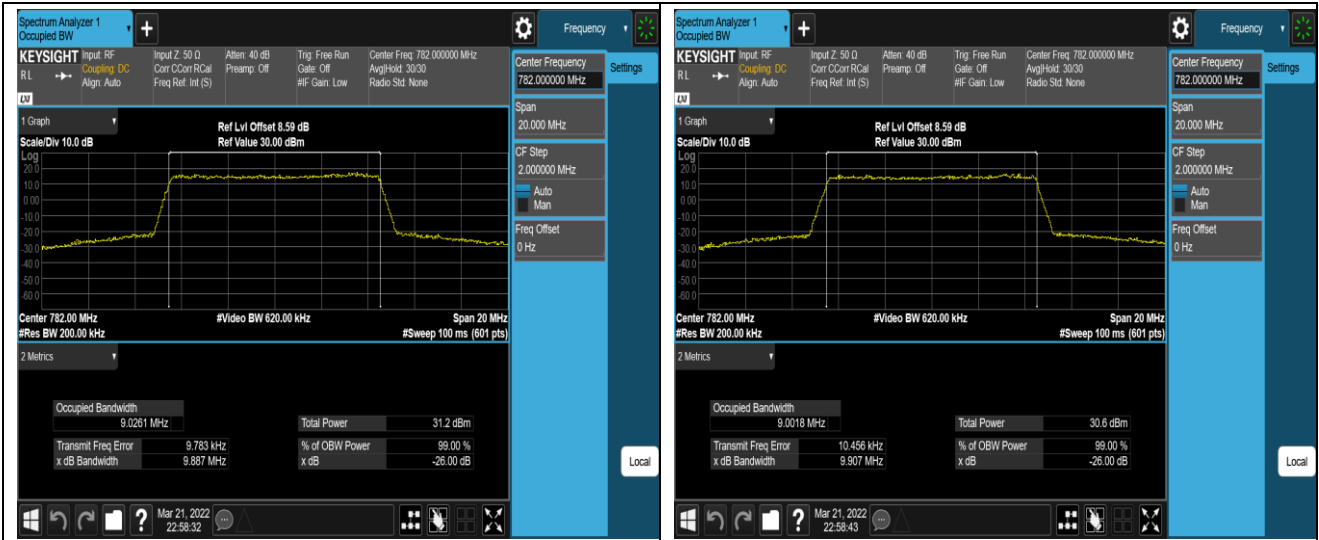 Spectrum Analyzer 1
Occupied BW
+
Frequency
KEYSIGHT Input: RF Input Z: 50 Ω Atten: 40 dB Trig: Free Run Center Freq: 782.000000 MHz
Coupling: DC Corr CCorr RCal Preamp: Off Gate: Off Avg|Hold: 30/30
RL Align: Auto Freq Ref: Int (S) #IF Gain: Low Radio Std: None
LXI
Center Frequency
782.000000 MHz
Settings
Span
20.000 MHz
CF Step
2.000000 MHz
Auto
Man
Freq Offset
0 Hz
Local
1 Graph
Ref Lvl Offset 8.59 dB
Scale/Div 10.0 dB Ref Value 30.00 dBm
Log
20.0
10.0
0.00
-10.0
-20.0
-30.0
-40.0
-50.0
-60.0
Center 782.00 MHz #Video BW 620.00 kHz Span 20 MHz
#Res BW 200.00 kHz #Sweep 100 ms (601 pts)
2 Metrics
Occupied Bandwidth
9.0261 MHz Total Power 31.2 dBm
Transmit Freq Error 9.783 kHz % of OBW Power 99.00 %
x dB Bandwidth 9.887 MHz x dB -26.00 dB
? Mar 21, 2022
22:58:32
Spectrum Analyzer 1
Occupied BW
+
Frequency
KEYSIGHT Input: RF Input Z: 50 Ω Atten: 40 dB Trig: Free Run Center Freq: 782.000000 MHz
Coupling: DC Corr CCorr RCal Preamp: Off Gate: Off Avg|Hold: 30/30
RL Align: Auto Freq Ref: Int (S) #IF Gain: Low Radio Std: None
LXI
Center Frequency
782.000000 MHz
Settings
Span
20.000 MHz
CF Step
2.000000 MHz
Auto
Man
Freq Offset
0 Hz
Local
1 Graph
Ref Lvl Offset 8.59 dB
Scale/Div 10.0 dB Ref Value 30.00 dBm
Log
20.0
10.0
0.00
-10.0
-20.0
-30.0
-40.0
-50.0
-60.0
Center 782.00 MHz #Video BW 620.00 kHz Span 20 MHz
#Res BW 200.00 kHz #Sweep 100 ms (601 pts)
2 Metrics
Occupied Bandwidth
9.0018 MHz Total Power 30.6 dBm
Transmit Freq Error 10.456 kHz % of OBW Power 99.00 %
x dB Bandwidth 9.907 MHz x dB -26.00 dB
? Mar 21, 2022
22:58:43